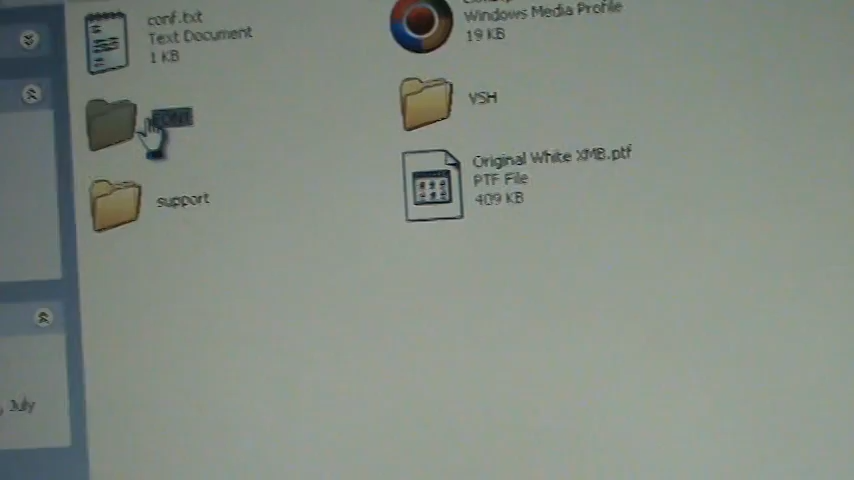 conf.txt
Text Document
1 KB
Windows Media Profile
19 KB
FONT
VSH
support
Original White XMB.ptf
PTF File
409 KB
July